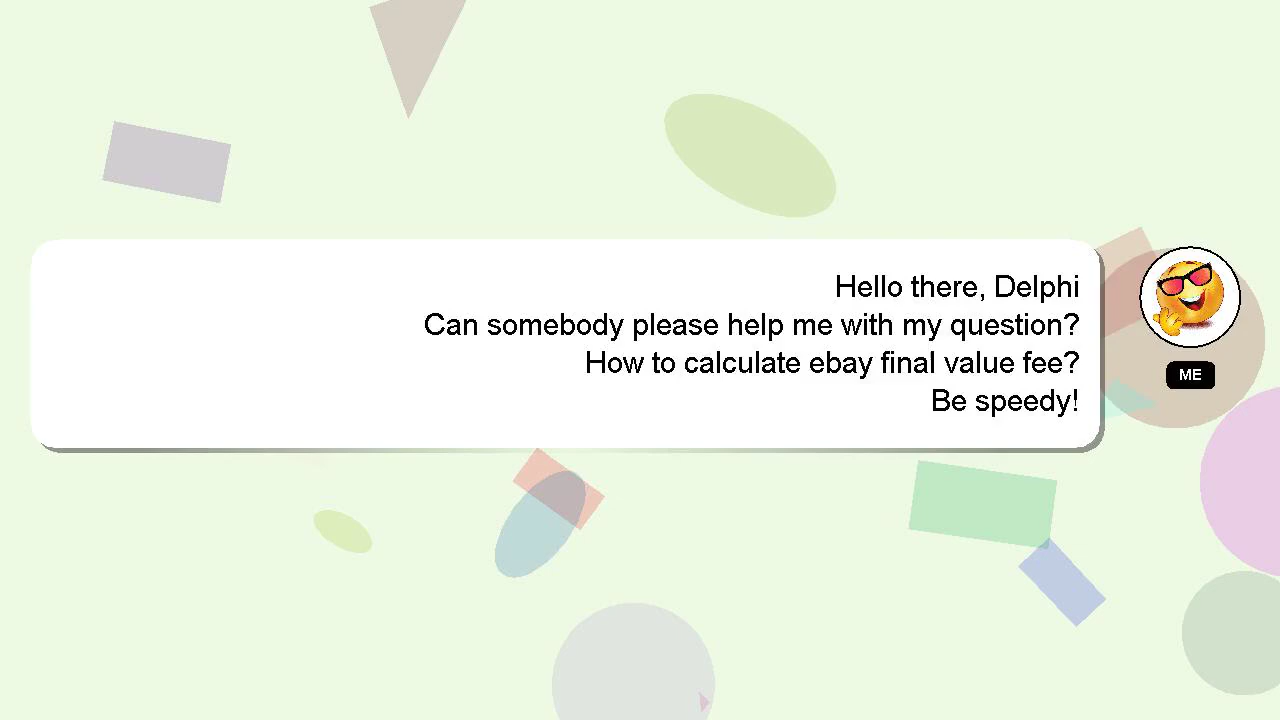 Hello there, Delphi
Can somebody please help me with my question?
How to calculate ebay final value fee?
Be speedy!
ME